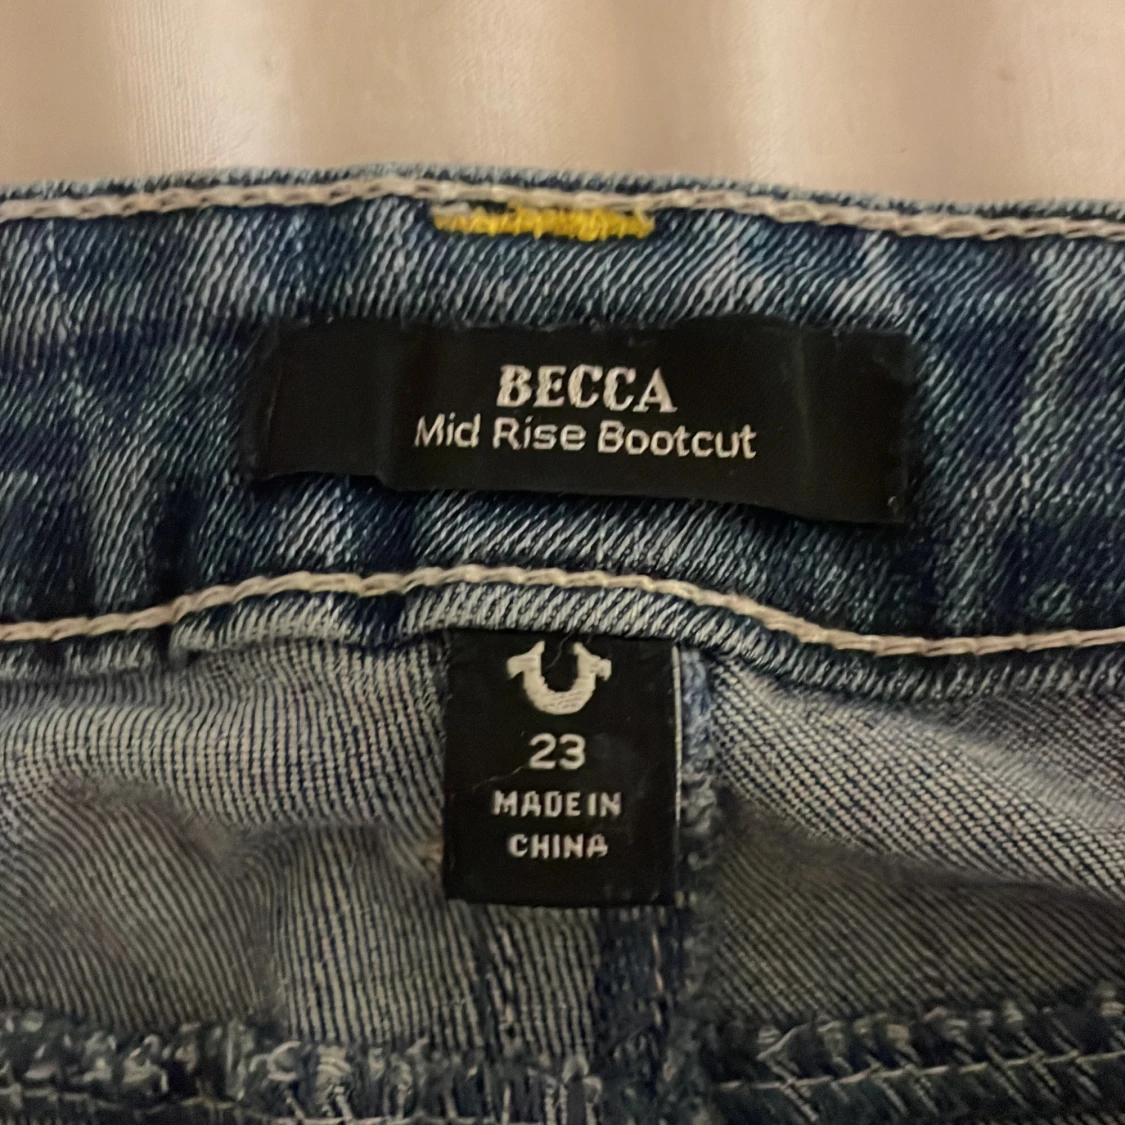 BECCA
Mid Rise Bootcut
23
MADE IN
CHINA